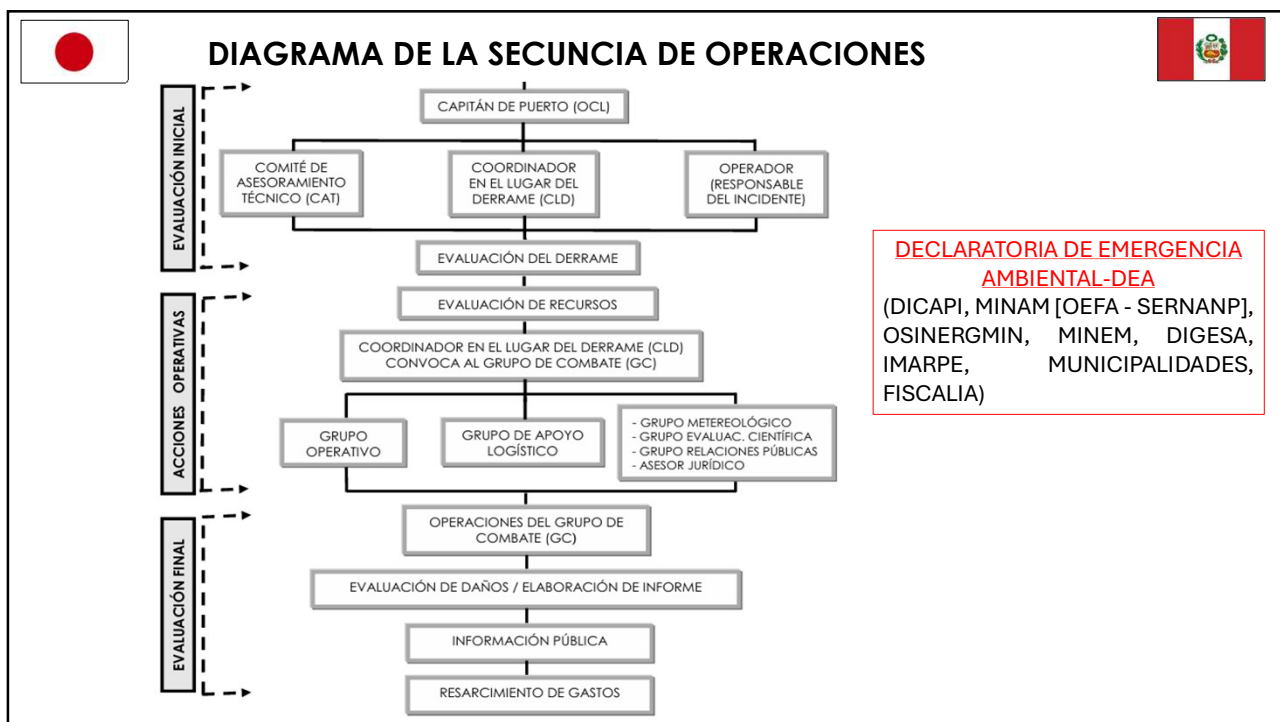 DIAGRAMA DE LA SECUNCIA DE OPERACIONES
EVALUACIÓN INICIAL
CAPITÁN DE PUERTO (OCL)
COMITÉ DE
ASESORAMIENTO
TÉCNICO (CAT)
COORDINADOR
EN EL LUGAR DEL
DERRAME (CLD)
OPERADOR
(RESPONSABLE
DEL INCIDENTE)
EVALUACIÓN DEL DERRAME
ACCIONES OPERATIVAS
EVALUACIÓN DE RECURSOS
COORDINADOR EN EL LUGAR DEL DERRAME (CLD)
CONVOCA AL GRUPO DE COMBATE (GC)
GRUPO
OPERATIVO
GRUPO DE APOYO
LOGÍSTICO
- GRUPO METEREOLÓGICO
- GRUPO EVALUAC. CIENTÍFICA
- GRUPO RELACIONES PÚBLICAS
- ASESOR JURÍDICO
EVALUACIÓN FINAL
OPERACIONES DEL GRUPO DE
COMBATE (GC)
EVALUACIÓN DE DAÑOS / ELABORACIÓN DE INFORME
INFORMACIÓN PÚBLICA
RESARCIMIENTO DE GASTOS
DECLARATORIA DE EMERGENCIA
AMBIENTAL-DEA
(DICAPI, MINAM [OEFA - SERNANP],
OSINERGMIN, MINEM, DIGESA,
IMARPE, MUNICIPALIDADES,
FISCALIA)